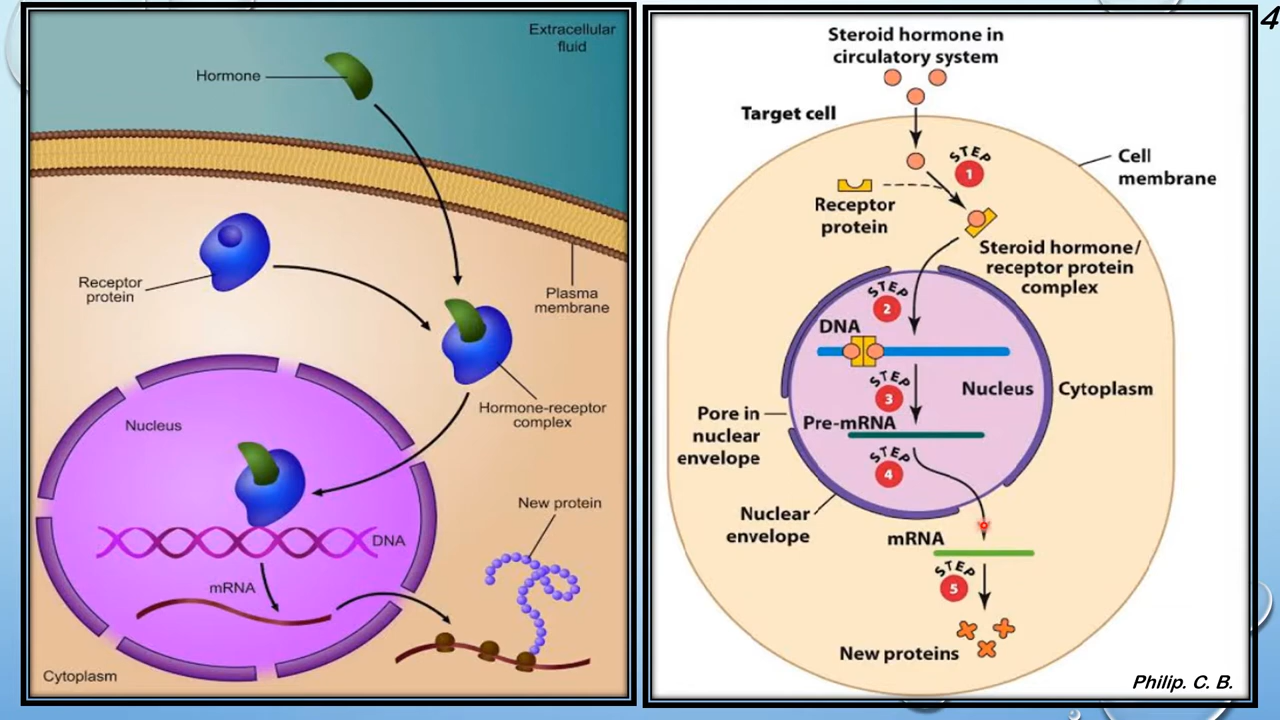 4
Extracellular
fluid
Hormone
Receptor
protein
Plasma
membrane
Hormone-receptor
complex
Nucleus
New protein
DNA
mRNA
Cytoplasm
Steroid hormone in
circulatory system
Target cell
STEP
1
Cell
membrane
Receptor
protein
Steroid hormone/
receptor protein
complex
STEP
2
DNA
STEP
3
Nucleus
Cytoplasm
Pore in
nuclear
envelope
Pre-mRNA
STEP
4
Nuclear
envelope
mRNA
STEP
5
New proteins
Philip. C. B.